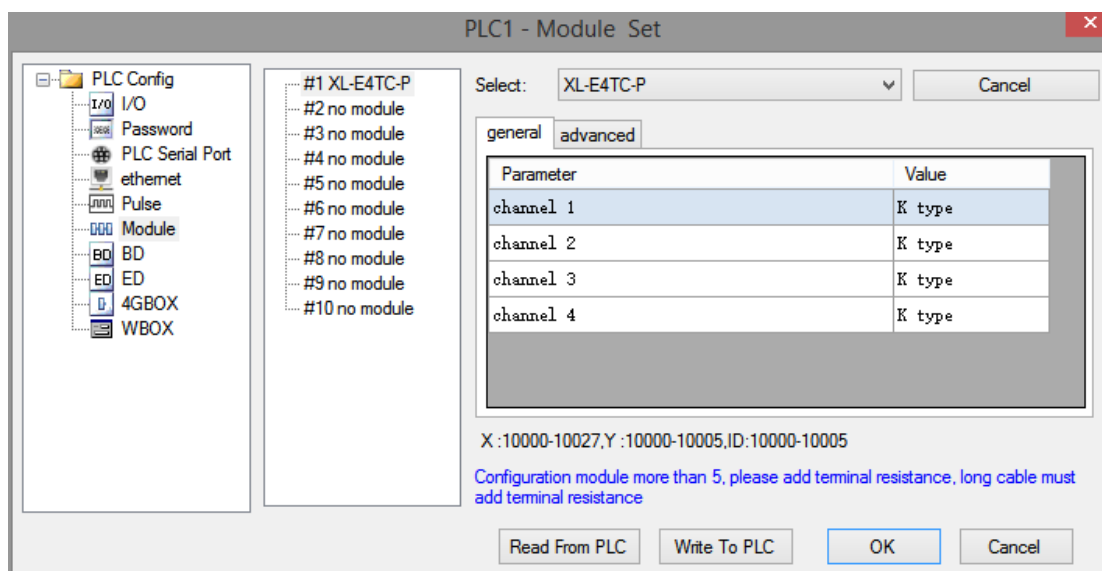 PLC1 - Module Set
PLC Config
I/O
I/O
Password
PLC Serial Port
ethernet
Pulse
Module
BD
BD
ED
ED
4GBOX
WBOX
#1 XL-E4TC-P
#2 no module
#3 no module
#4 no module
#5 no module
#6 no module
#7 no module
#8 no module
#9 no module
#10 no module
Select: XL-E4TC-P Cancel
general advanced
Parameter Value
channel 1 K type
channel 2 K type
channel 3 K type
channel 4 K type
X :10000-10027,Y :10000-10005,ID:10000-10005
Configuration module more than 5, please add terminal resistance, long cable must
add teminal resistance
Read From PLC Write To PLC OK Cancel